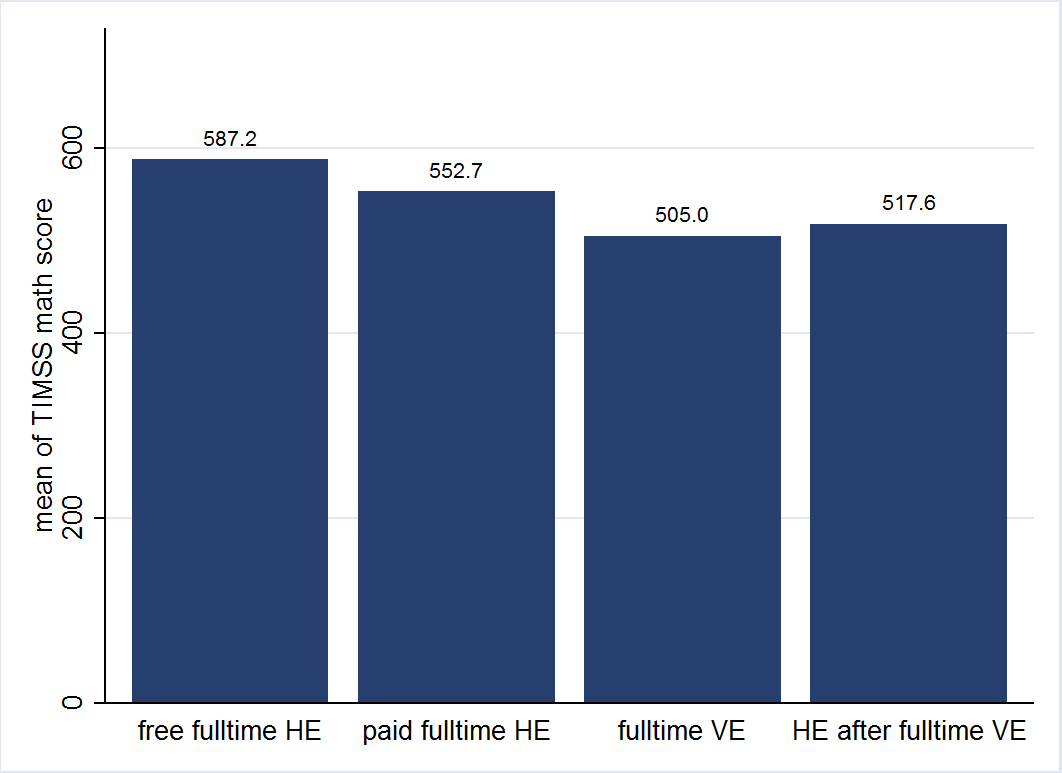 mean of TIMSS math score
600
400
200
0
587.2
552.7
505.0
517.6
free fulltime HE
paid fulltime HE
fulltime VE
HE after fulltime VE